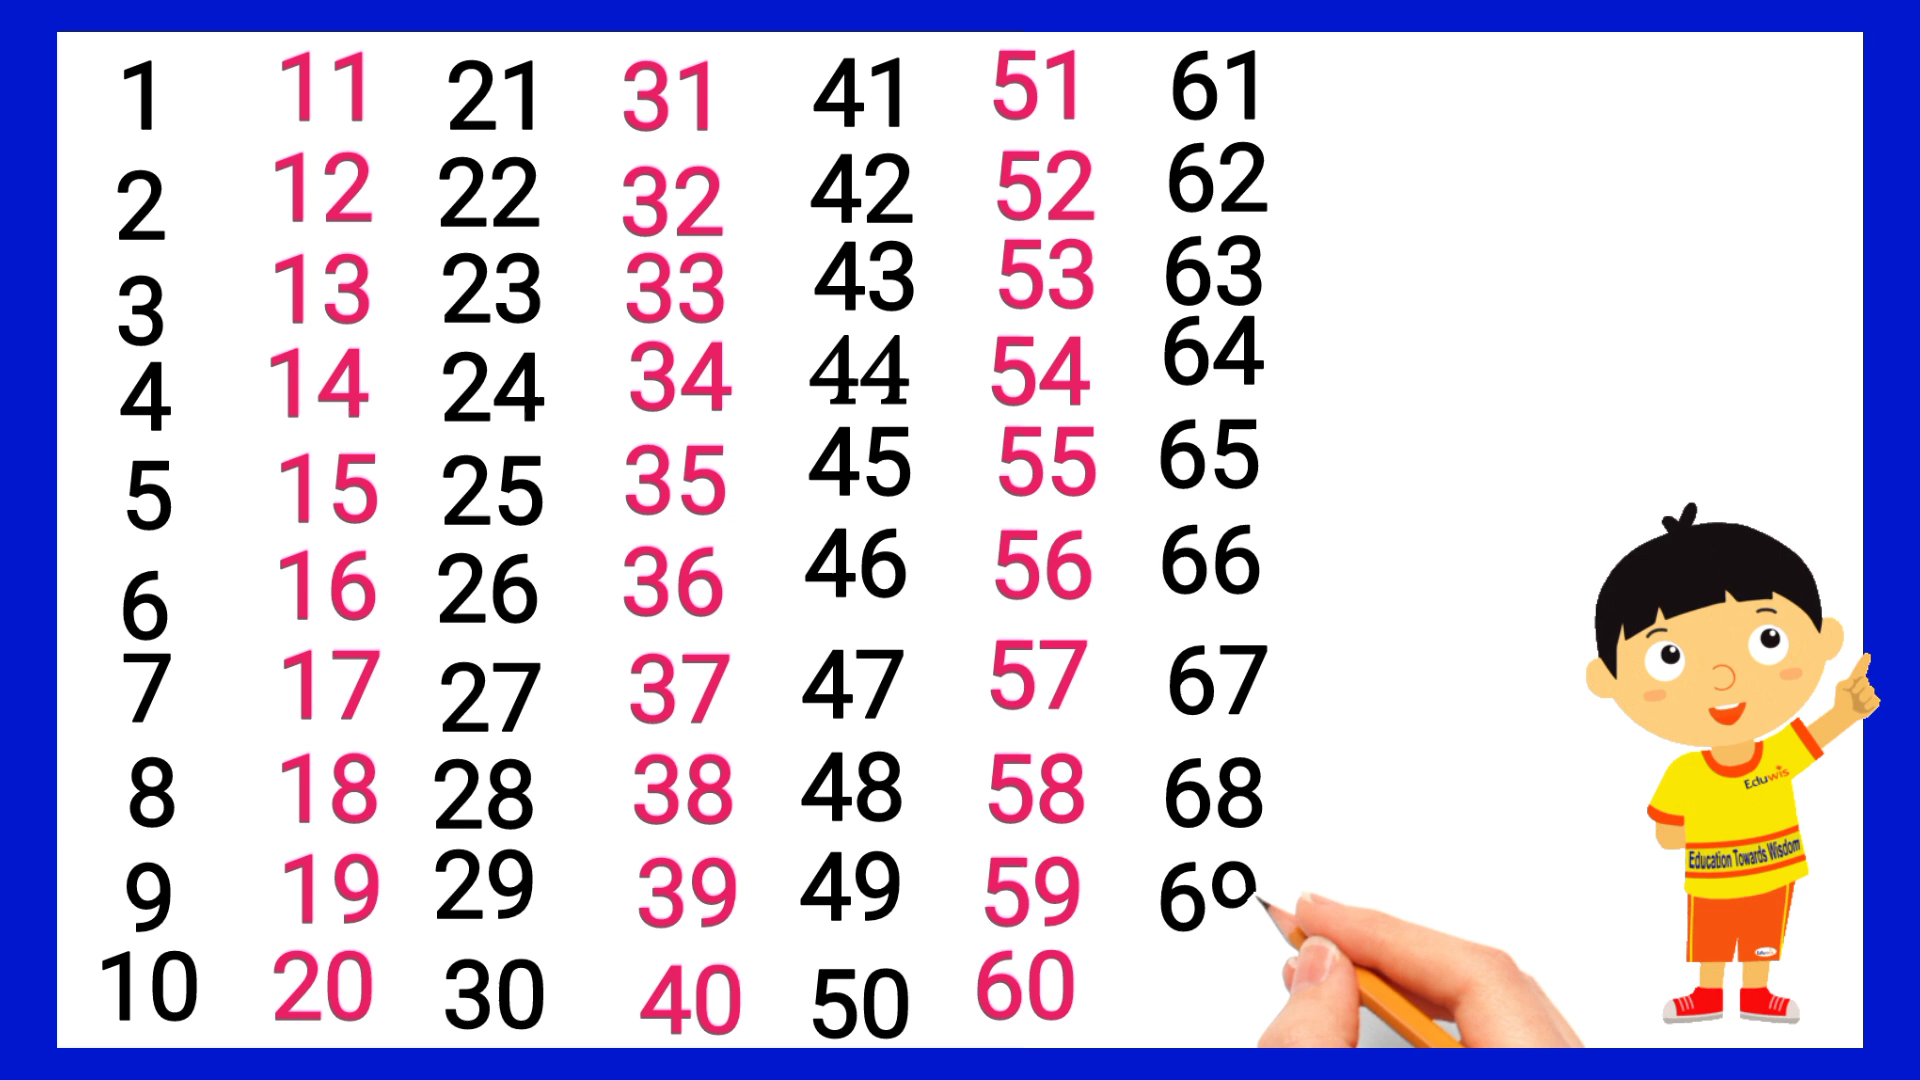 1 11 21 31 41 51 61
2 12 22 32 42 52 62
3 13 23 33 43 53 63
4 14 24 34 44 54 64
5 15 25 35 45 55 65
6 16 26 36 46 56 66
7 17 27 37 47 57 67
8 18 28 38 48 58 68
9 19 29 39 49 59 69
10 20 30 40 50 60
Eduwis
Education Towards Wisdom